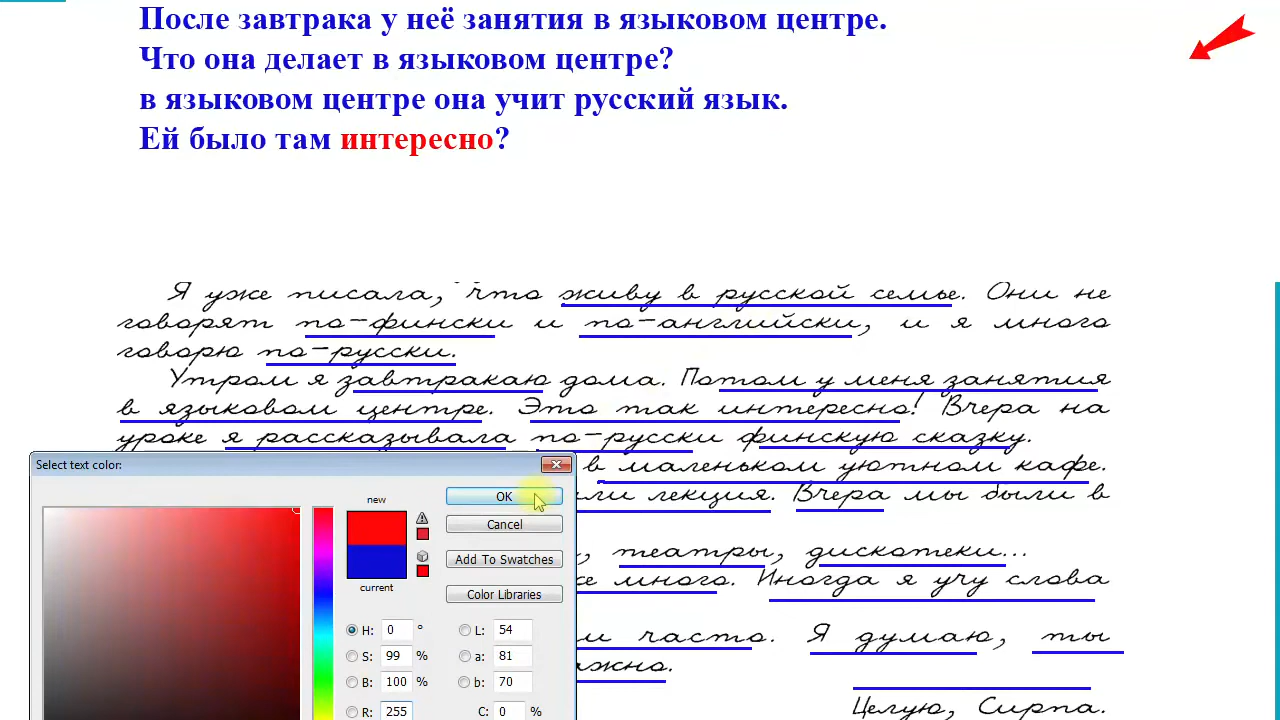 После завтрака у неё занятия в языковом центре.
Что она делает в языковом центре?
в языковом центре она учит русский язык.
Ей было там интересно?
Я уже писала, что живу в русской семье. Они не
говорят по-фински и по-английски, и я много
говорю по-русски.
Утром я завтракаю дома. Потом у меня занятия
в языковом центре. Это так интересно! Вчера на
уроке я рассказывала по-русски финскую сказку.
в маленьком уютном кафе.
лекция. Вчера мы были в
, театры, дискотеки...
много. Иногда я учу слова
часто. Я думаю, ты
Целую, Сирпа.
Select text color:
new
current
OK
Cancel
Add To Swatches
Color Libraries
H: 0 °
S: 99 %
B: 100 %
R: 255
L: 54
a: 81
b: 70
C: 0 %